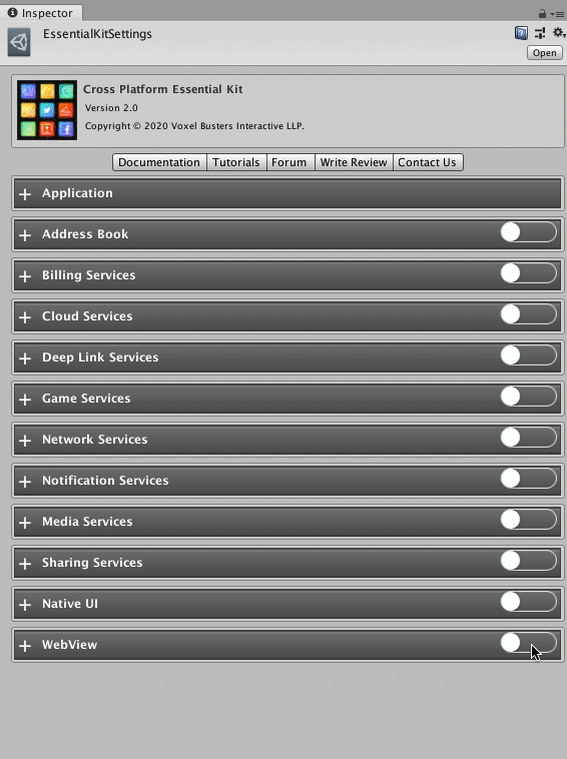 Inspector
EssentialKitSettings
Open
Cross Platform Essential Kit
Version 2.0
Copyright © 2020 Voxel Busters Interactive LLP.
Documentation Tutorials Forum Write Review Contact Us
+ Application
+ Address Book
+ Billing Services
+ Cloud Services
+ Deep Link Services
+ Game Services
+ Network Services
+ Notification Services
+ Media Services
+ Sharing Services
+ Native UI
+ WebView